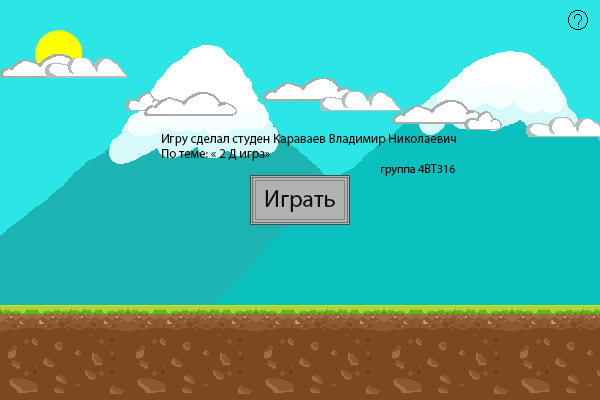 ?
Игру сделал студен Караваев Владимир Николаевич
По теме: « 2 Д игра»
группа 4ВТ316
Играть